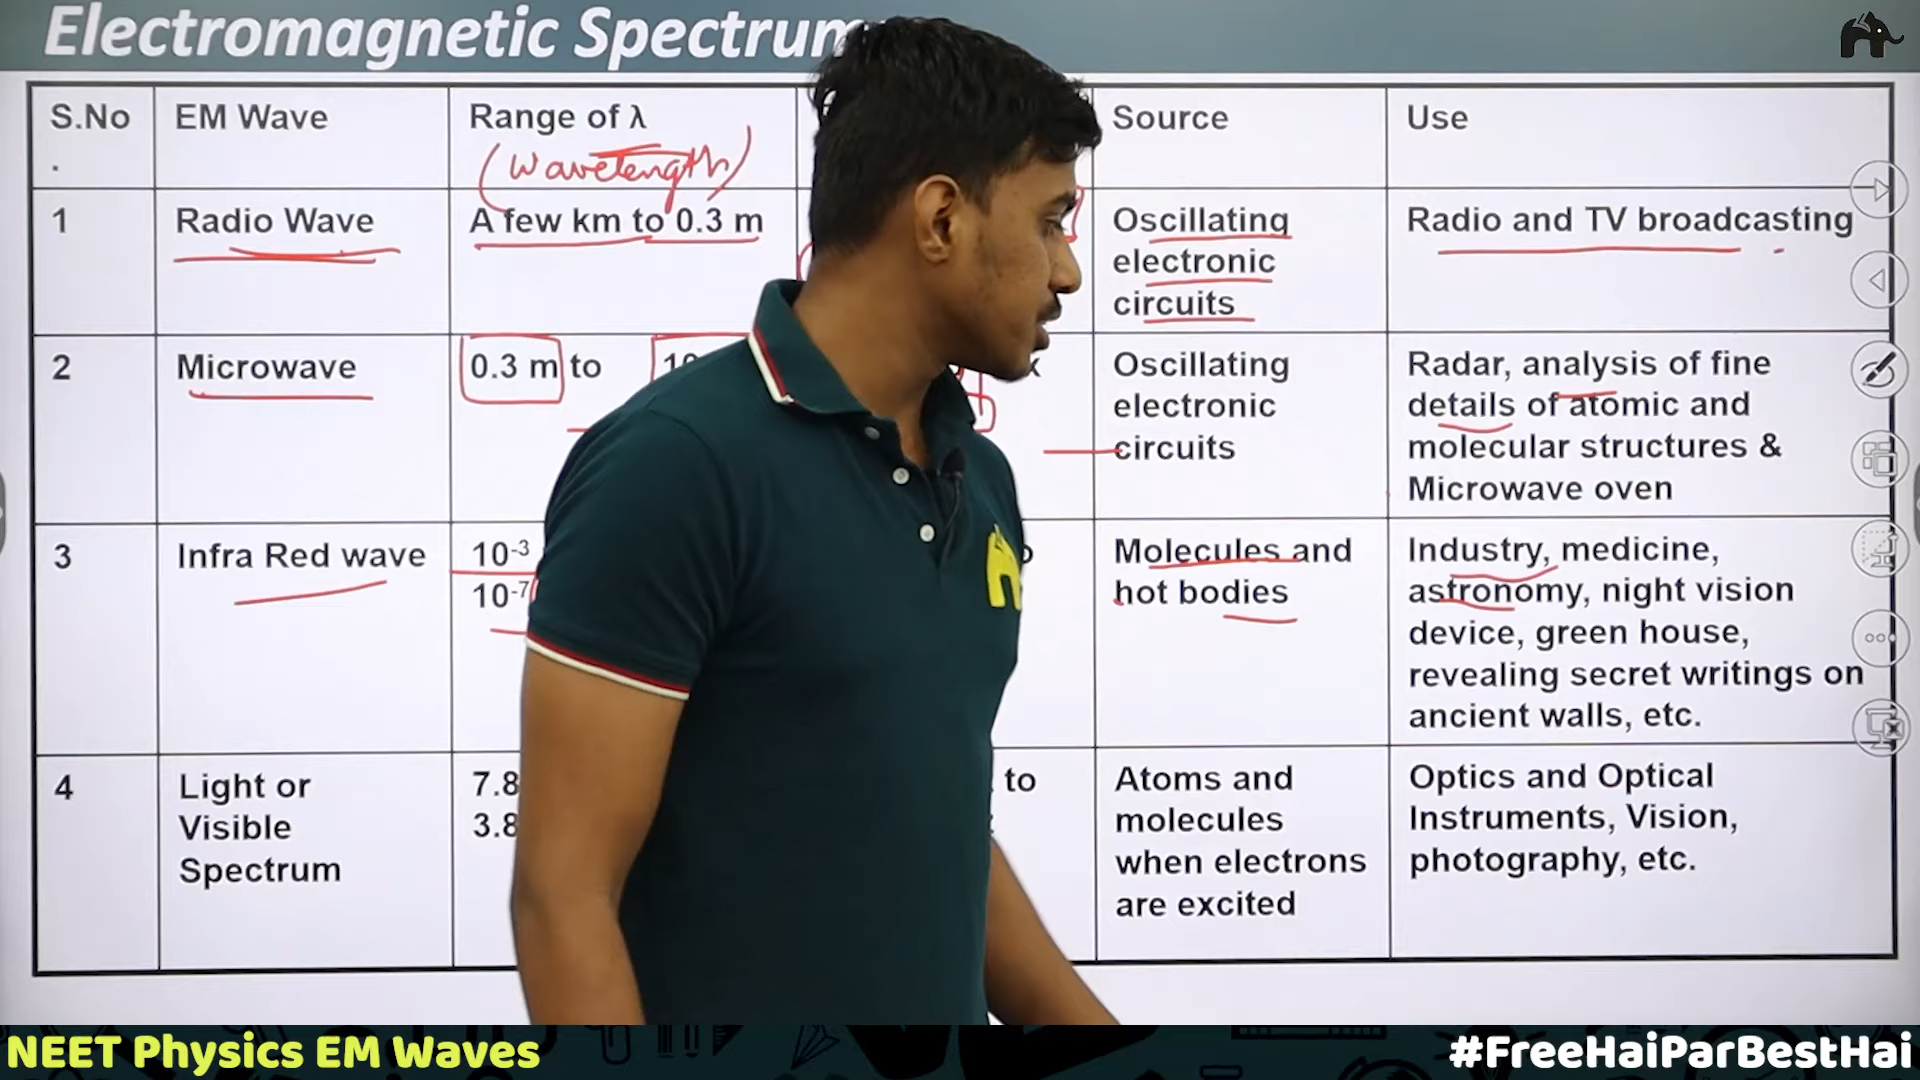 Electromagnetic Spectrum
S.No
.
EM Wave
Range of λ
(Wavelength)
Source
Use
1
Radio Wave
A few km to 0.3 m
Oscillating
electronic
circuits
Radio and TV broadcasting
2
Microwave
0.3 m to
Oscillating
electronic
circuits
Radar, analysis of fine
details of atomic and
molecular structures &
Microwave oven
3
Infra Red wave
10⁻³
10⁻⁷
Molecules and
hot bodies
Industry, medicine,
astronomy, night vision
device, green house,
revealing secret writings on
ancient walls, etc.
4
Light or
Visible
Spectrum
7.8
3.8
to
Atoms and
molecules
when electrons
are excited
Optics and Optical
Instruments, Vision,
photography, etc.
NEET Physics EM Waves
#FreeHaiParBestHai